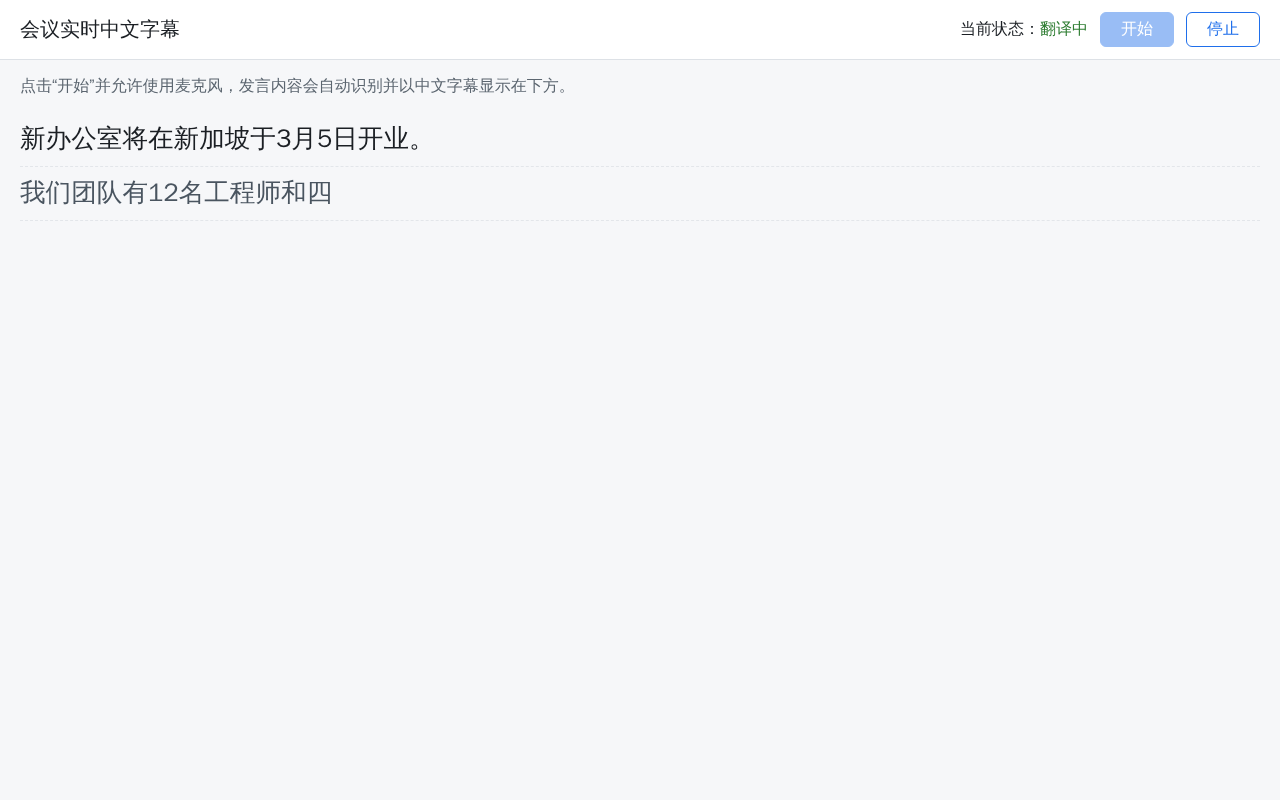 会议实时中文字幕
当前状态：翻译中
开始
停止
点击“开始”并允许使用麦克风，发言内容会自动识别并以中文字幕显示在下方。
新办公室将在新加坡于3月5日开业。
我们团队有12名工程师和四